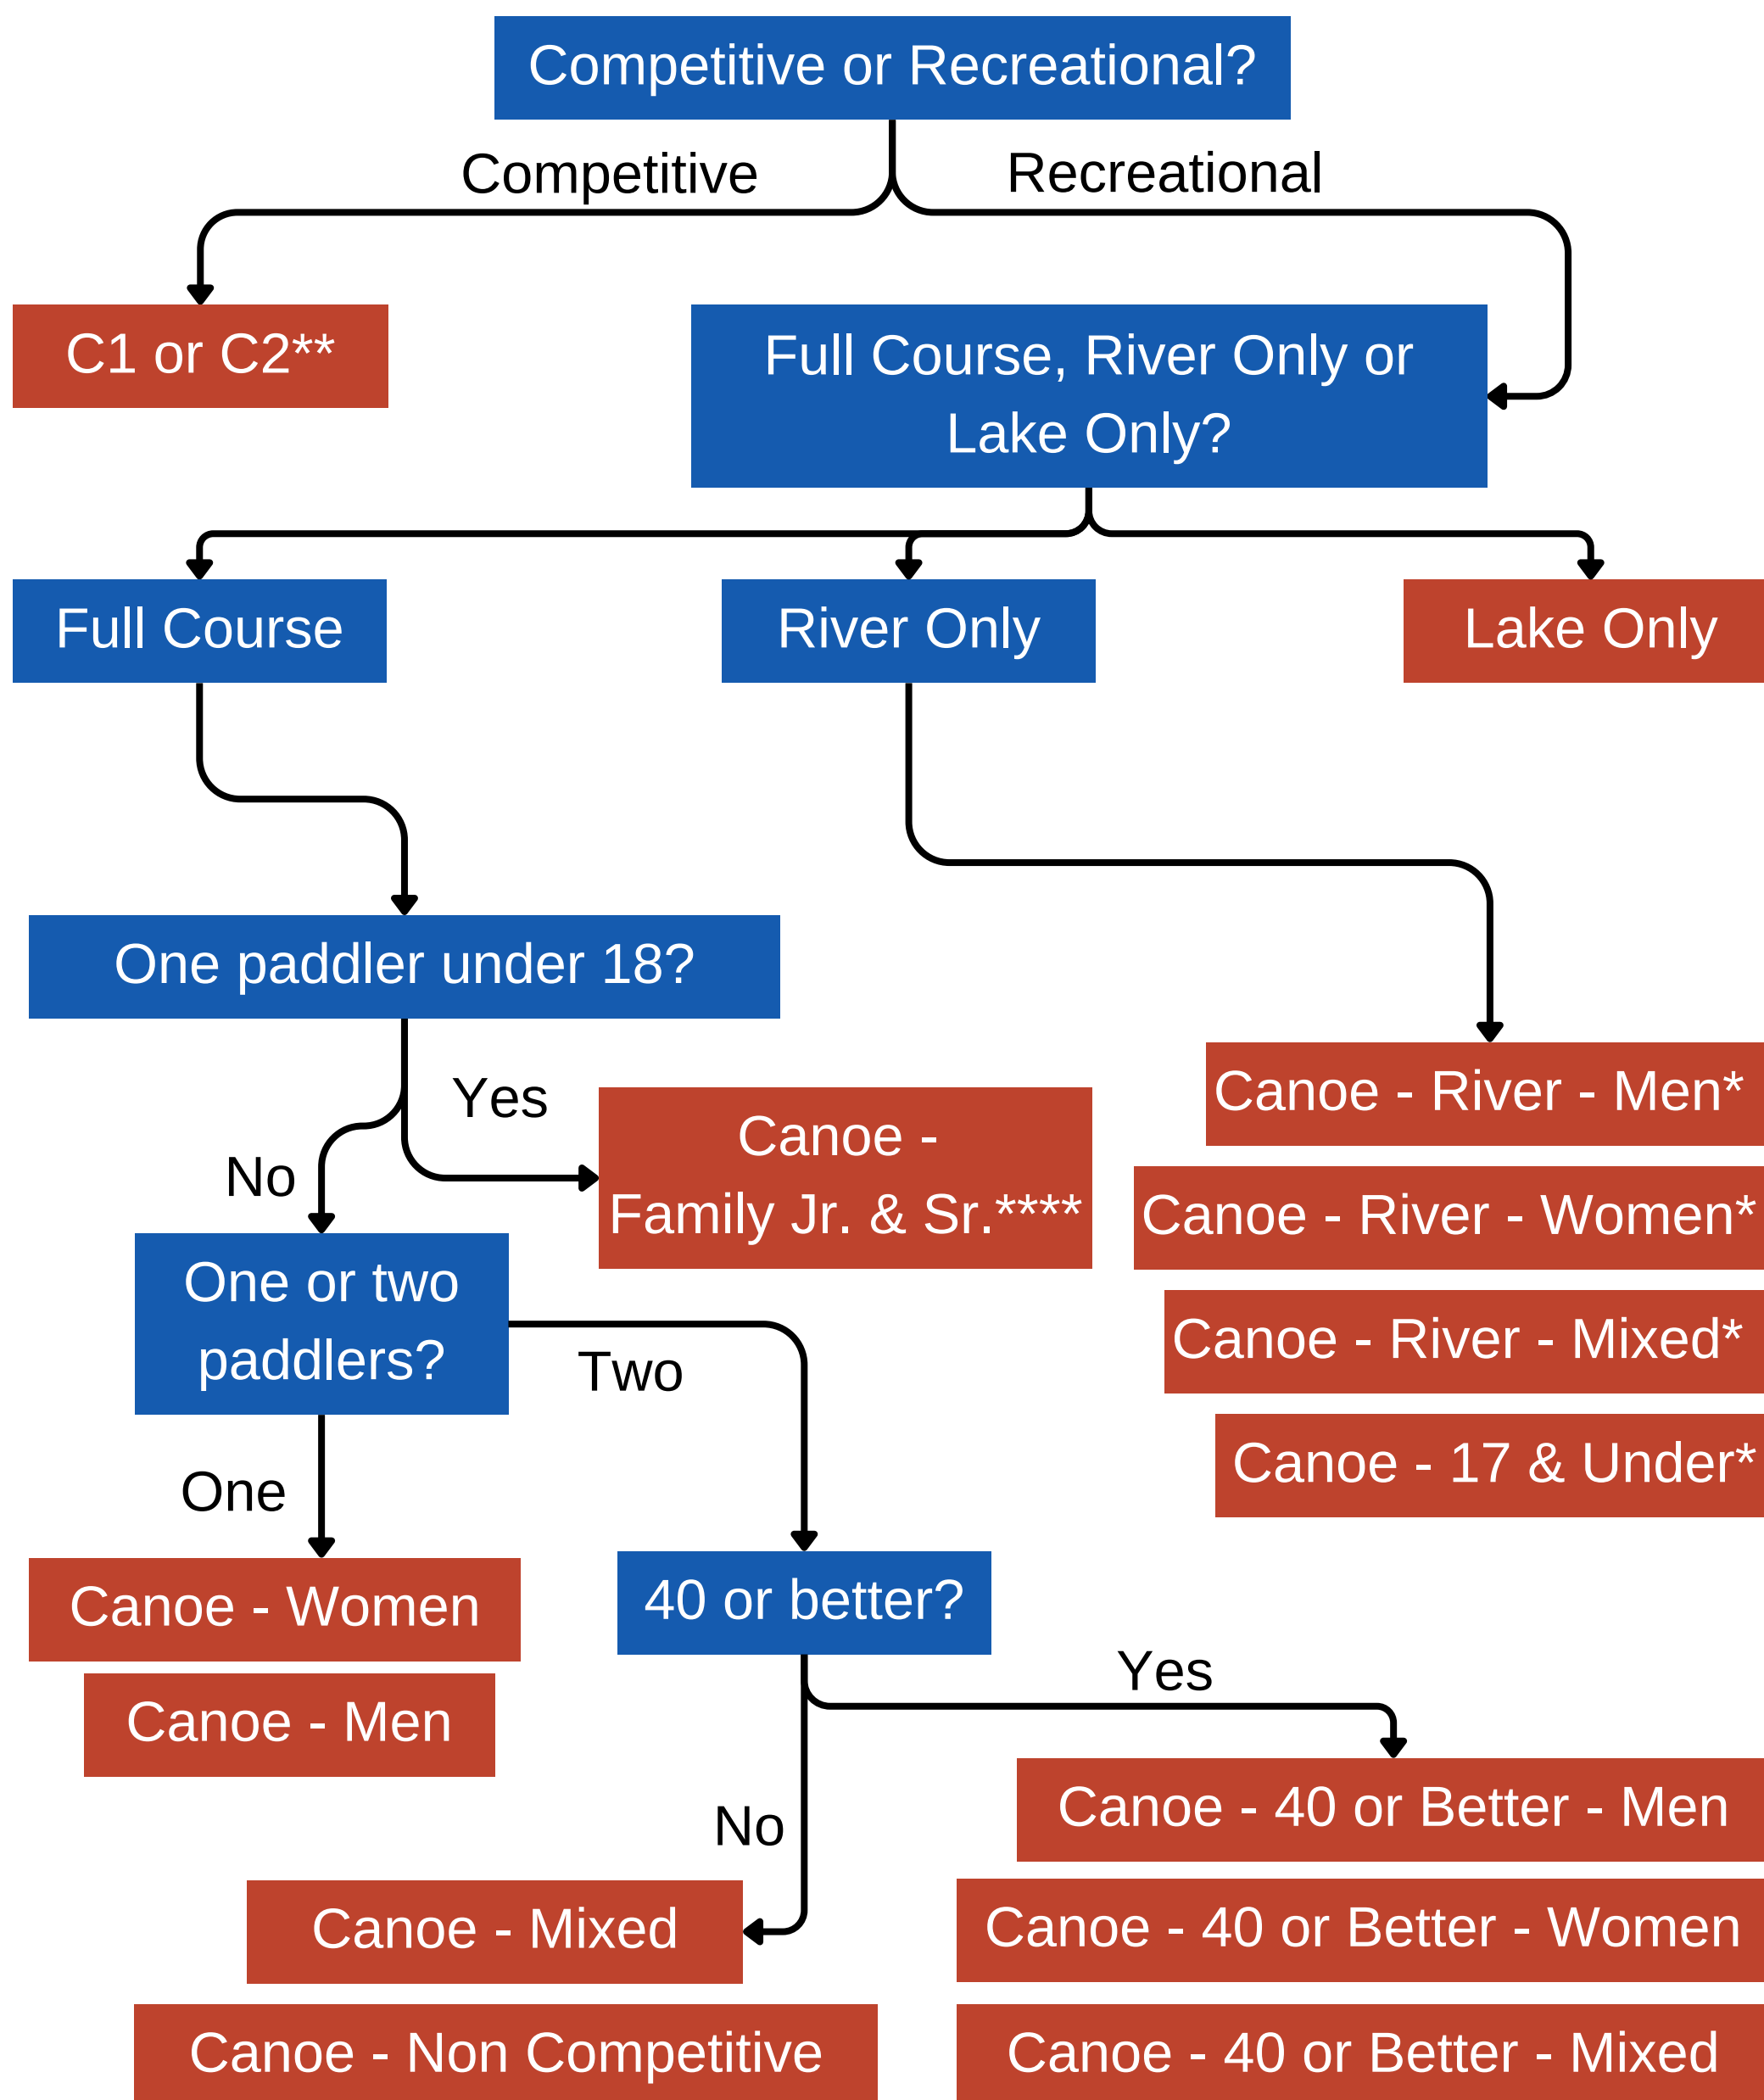 Competitive or Recreational?
Competitive
Recreational
C1 or C2**
Full Course, River Only or
Lake Only?
Full Course
River Only
Lake Only
One paddler under 18?
Yes
No
Canoe -
Family Jr. & Sr.****
Canoe - River - Men*
Canoe - River - Women*
Canoe - River - Mixed*
Canoe - 17 & Under*
One or two
paddlers?
Two
One
Canoe - Women
Canoe - Men
40 or better?
Yes
No
Canoe - 40 or Better - Men
Canoe - 40 or Better - Women
Canoe - 40 or Better - Mixed
Canoe - Mixed
Canoe - Non Competitive